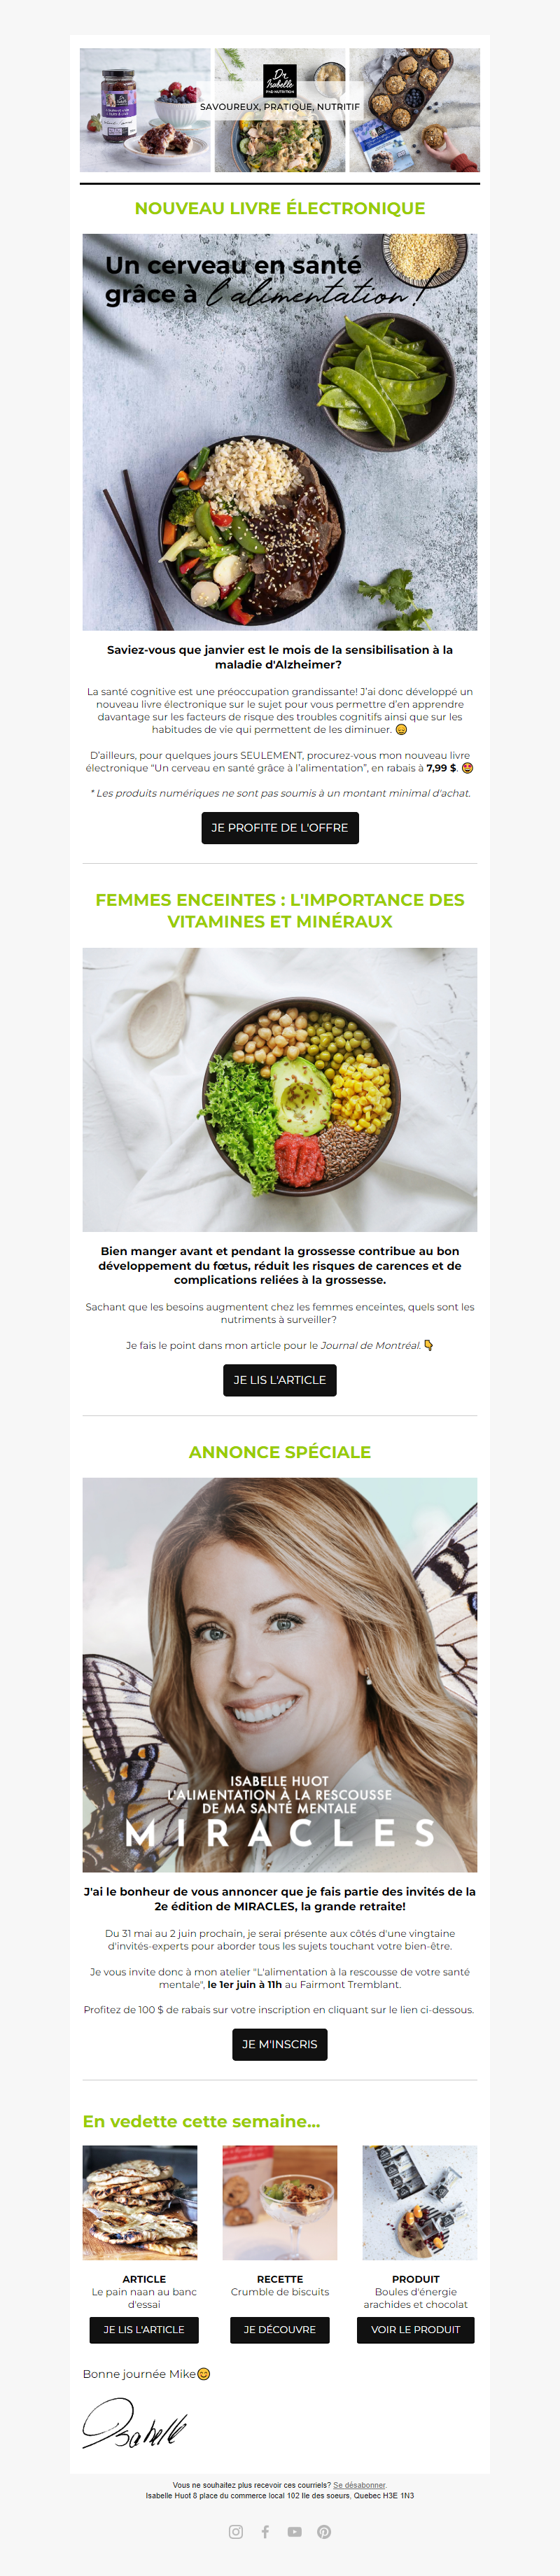 Dr
Isabelle
PHD NUTRITION
SAVOUREUX, PRATIQUE, NUTRITIF
NOUVEAU LIVRE ÉLECTRONIQUE
Un cerveau en santé
grâce à l'alimentation !
Saviez-vous que janvier est le mois de la sensibilisation à la
maladie d'Alzheimer?
La santé cognitive est une préoccupation grandissante! J'ai donc développé un
nouveau livre électronique sur le sujet pour vous permettre d'en apprendre
davantage sur les facteurs de risque des troubles cognitifs ainsi que sur les
habitudes de vie qui permettent de les diminuer. 😊
D'ailleurs, pour quelques jours SEULEMENT, procurez-vous mon nouveau livre
électronique "Un cerveau en santé grâce à l'alimentation", en rabais à 7,99 $. 🤩
* Les produits numériques ne sont pas soumis à un montant minimal d'achat.
JE PROFITE DE L'OFFRE
FEMMES ENCEINTES : L'IMPORTANCE DES
VITAMINES ET MINÉRAUX
Bien manger avant et pendant la grossesse contribue au bon
développement du fœtus, réduit les risques de carences et de
complications reliées à la grossesse.
Sachant que les besoins augmentent chez les femmes enceintes, quels sont les
nutriments à surveiller?
Je fais le point dans mon article pour le Journal de Montréal. 👇
JE LIS L'ARTICLE
ANNONCE SPÉCIALE
ISABELLE HUOT
L'ALIMENTATION À LA RESCOUSSE
DE MA SANTÉ MENTALE
MIRACLES
J'ai le bonheur de vous annoncer que je fais partie des invités de la
2e édition de MIRACLES, la grande retraite!
Du 31 mai au 2 juin prochain, je serai présente aux côtés d'une vingtaine
d'invités-experts pour aborder tous les sujets touchant votre bien-être.
Je vous invite donc à mon atelier "L'alimentation à la rescousse de votre santé
mentale", le 1er juin à 11h au Fairmont Tremblant.
Profitez de 100 $ de rabais sur votre inscription en cliquant sur le lien ci-dessous.
JE M'INSCRIS
En vedette cette semaine...
ARTICLE
Le pain naan au banc
d'essai
JE LIS L'ARTICLE
RECETTE
Crumble de biscuits
JE DÉCOUVRE
PRODUIT
Boules d'énergie
arachides et chocolat
VOIR LE PRODUIT
Bonne journée Mike😊
Isabelle
Vous ne souhaitez plus recevoir ces courriels? Se désabonner.
Isabelle Huot 8 place du commerce local 102 Ile des soeurs, Quebec H3E 1N3